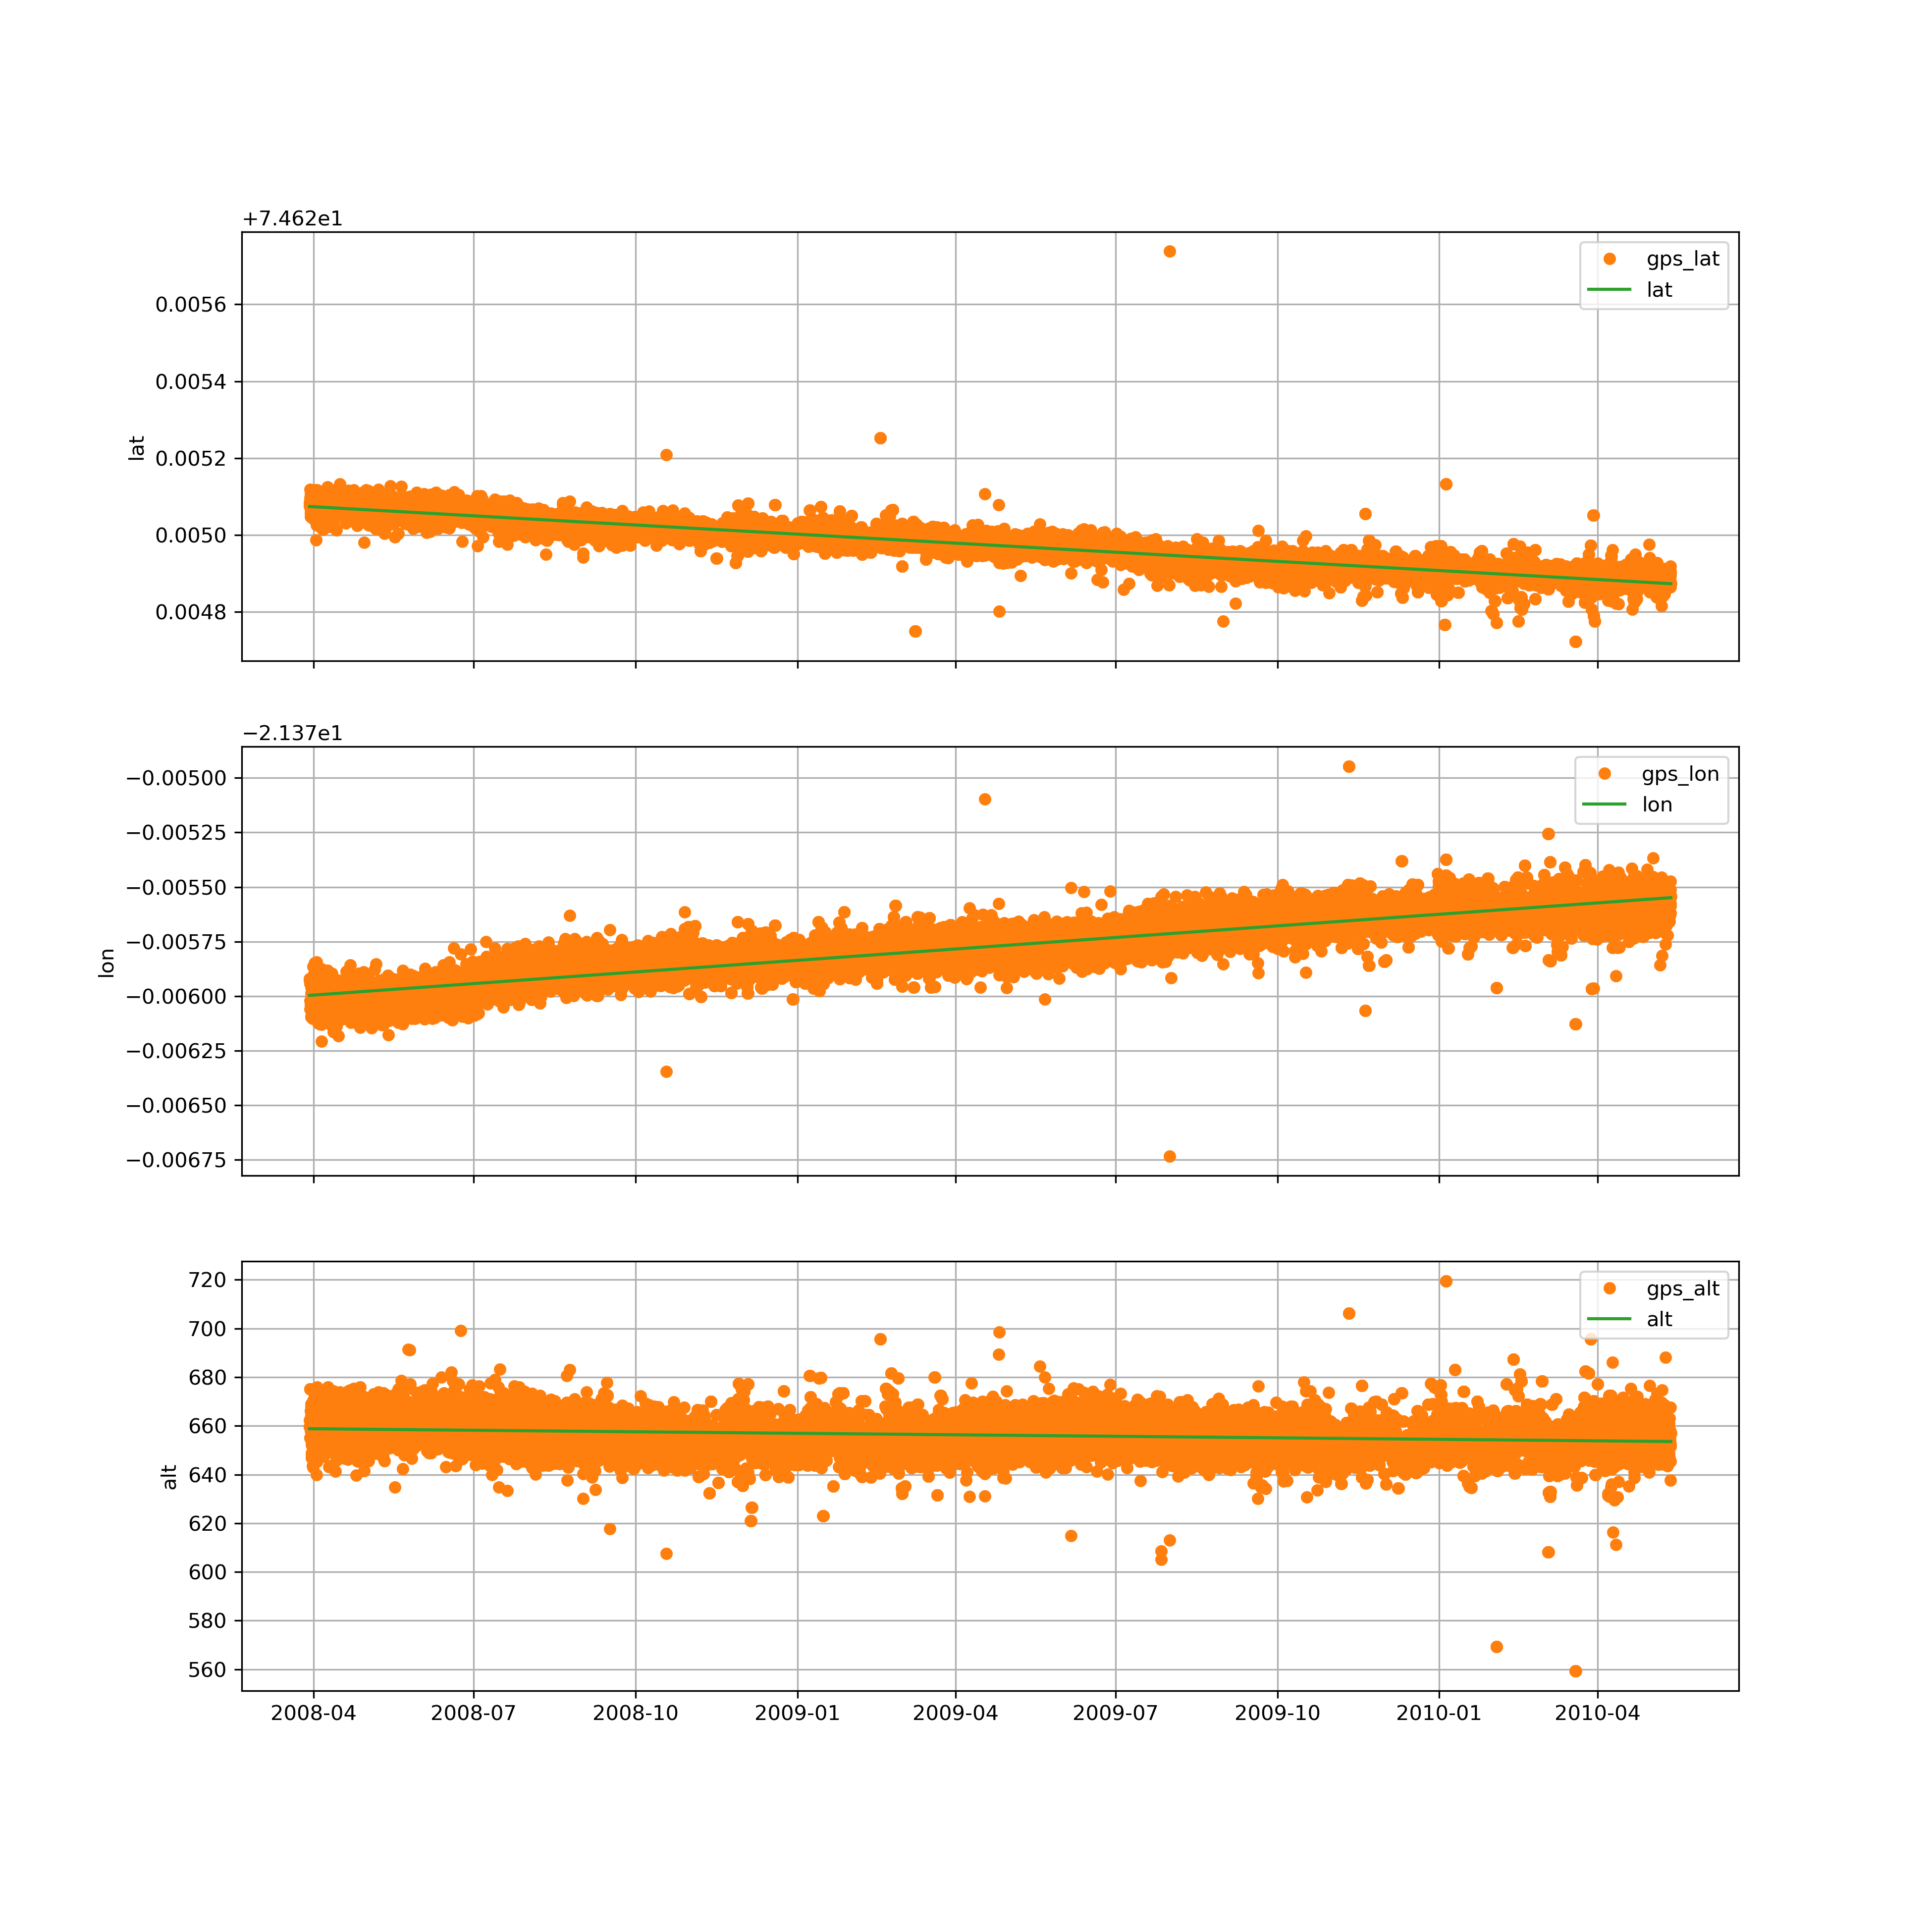 +7.462e1
gps_lat
lat
0.0056
0.0054
0.0052
0.0050
0.0048
lat
−2.137e1
gps_lon
lon
−0.00500
−0.00525
−0.00550
−0.00575
−0.00600
−0.00625
−0.00650
−0.00675
lon
gps_alt
alt
720
700
680
660
640
620
600
580
560
alt
2008-04 2008-07 2008-10 2009-01 2009-04 2009-07 2009-10 2010-01 2010-04